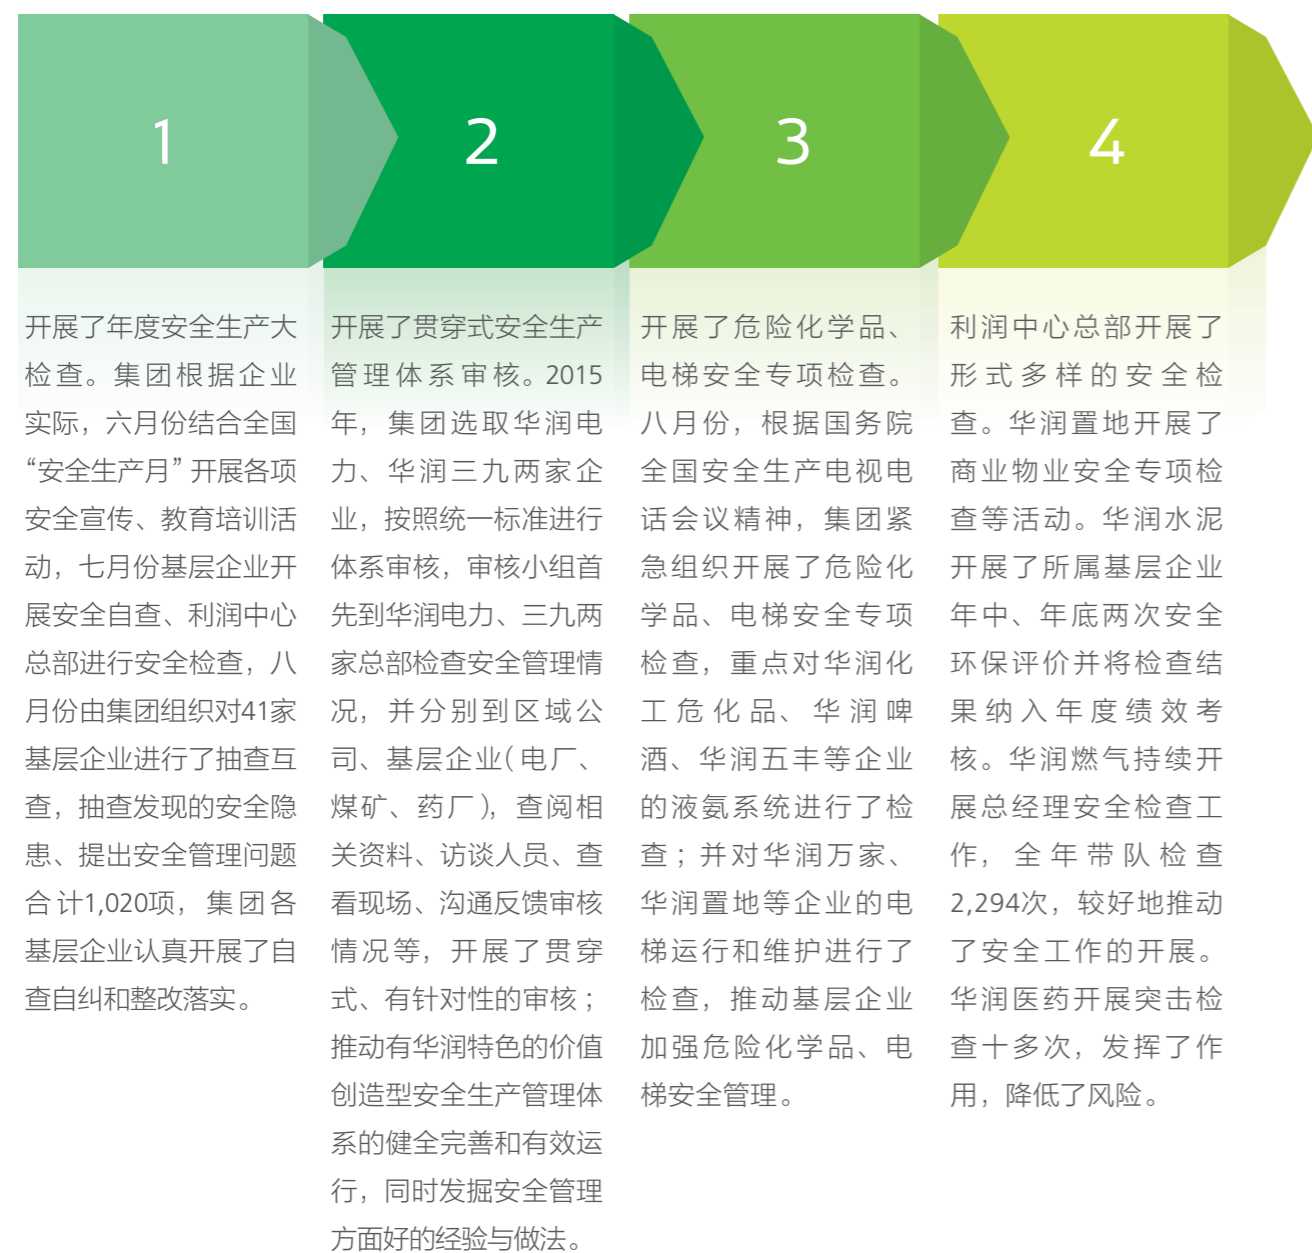 1
开展了年度安全生产大
检查。集团根据企业
实际，六月份结合全国
“安全生产月”开展各项
安全宣传、教育培训活
动，七月份基层企业开
展安全自查、利润中心
总部进行安全检查，八
月份由集团组织对41家
基层企业进行了抽查互
查，抽查发现的安全隐
患、提出安全管理问题
合计1,020项，集团各
基层企业认真开展了自
查自纠和整改落实。
2
开展了贯穿式安全生产
管理体系审核。2015
年，集团选取华润电
力、华润三九两家企
业，按照统一标准进行
体系审核，审核小组首
先到华润电力、三九两
家总部检查安全管理情
况，并分别到区域公
司、基层企业（电厂、
煤矿、药厂），查阅相
关资料、访谈人员、查
看现场、沟通反馈审核
情况等，开展了贯穿
式、有针对性的审核；
推动有华润特色的价值
创造型安全生产管理体
系的健全完善和有效运
行，同时发掘安全管理
方面好的经验与做法。
3
开展了危险化学品、
电梯安全专项检查。
八月份，根据国务院
全国安全生产电视电
话会议精神，集团紧
急组织开展了危险化
学品、电梯安全专项
检查，重点对华润化
工危化品、华润啤
酒、华润五丰等企业
的液氨系统进行了检
查；并对华润万家、
华润置地等企业的电
梯运行和维护进行了
检查，推动基层企业
加强危险化学品、电
梯安全管理。
4
利润中心总部开展了
形式多样的安全检
查。华润置地开展了
商业物业安全专项检
查等活动。华润水泥
开展了所属基层企业
年中、年底两次安全
环保评价并将检查结
果纳入年度绩效考
核。华润燃气持续开
展总经理安全检查工
作，全年带队检查
2,294次，较好地推动
了安全工作的开展。
华润医药开展突击检
查十多次，发挥了作
用，降低了风险。